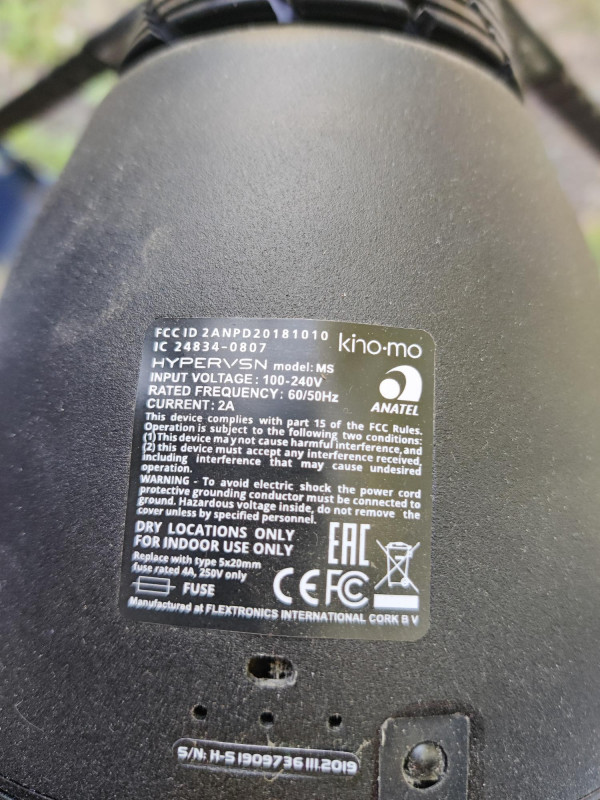 FCC ID 2ANPD20181010
IC 24834-0807
kino·mo
HYPERVSN model: MS
INPUT VOLTAGE: 100-240V
RATED FREQUENCY: 60/50Hz
CURRENT: 2A
ANATEL
This device complies with part 15 of the FCC Rules.
Operation is subject to the following two conditions:
(1) This device may not cause harmful interference, and
(2) this device must accept any interference received,
including interference that may cause undesired
operation.
WARNING - To avoid electric shock the power cord
protective grounding conductor must be connected to
ground. Hazardous voltage inside, do not remove the
cover unless by specified personnel.
DRY LOCATIONS ONLY
FOR INDOOR USE ONLY
EAC
Replace with type 5x20mm
fuse rated 4A, 250V only
FUSE
CE FC
Manufactured at FLEXTRONICS INTERNATIONAL CORK B V
S/N: H-S1909736 III.2019